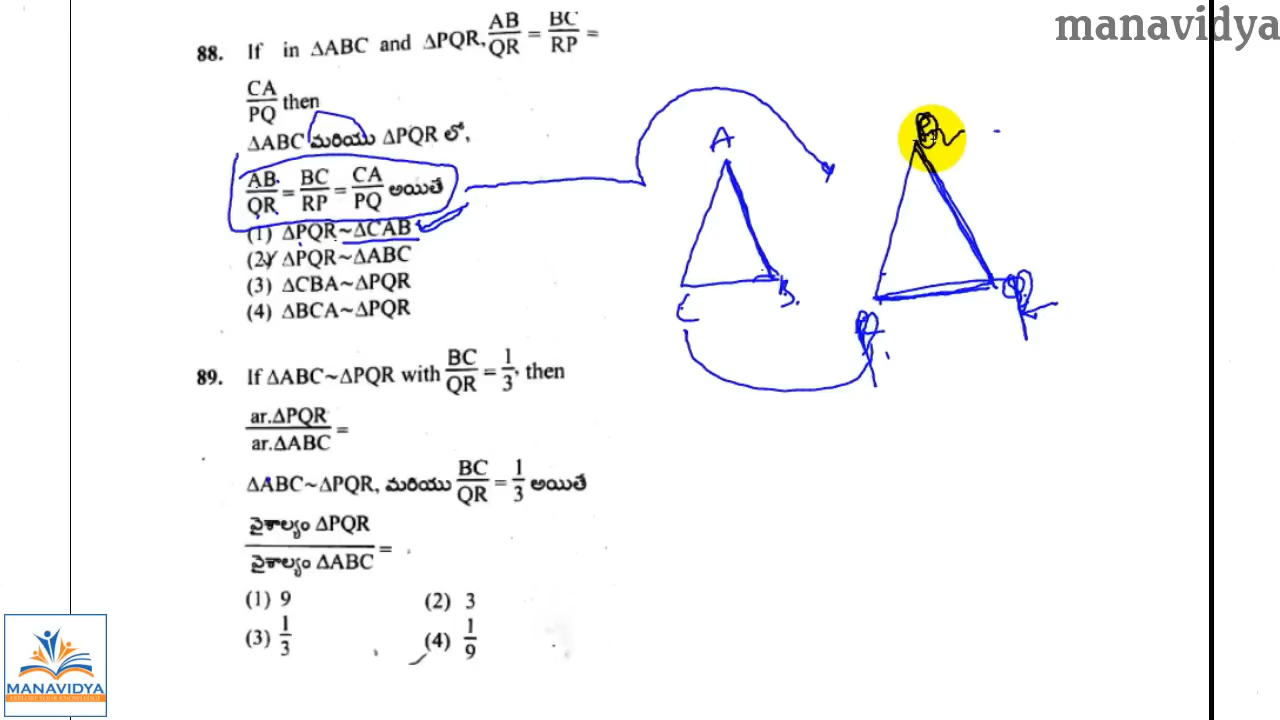 manavidya
88. If in ΔABC and ΔPQR, AB/QR = BC/RP =
CA/PQ then
ΔABC మరియు ΔPQR లో,
AB/QR = BC/RP = CA/PQ అయితే
(1) ΔPQR~ΔCAB
(2) ΔPQR~ΔABC
(3) ΔCBA~ΔPQR
(4) ΔBCA~ΔPQR
A
C
B
89. If ΔABC~ΔPQR with BC/QR = 1/3, then
ar.ΔPQR/ar.ΔABC =
ΔABC~ΔPQR, మరియు BC/QR = 1/3 అయితే
వైశాల్యం ΔPQR/వైశాల్యం ΔABC =
(1) 9 (2) 3
(3) 1/3 (4) 1/9
MANAVIDYA